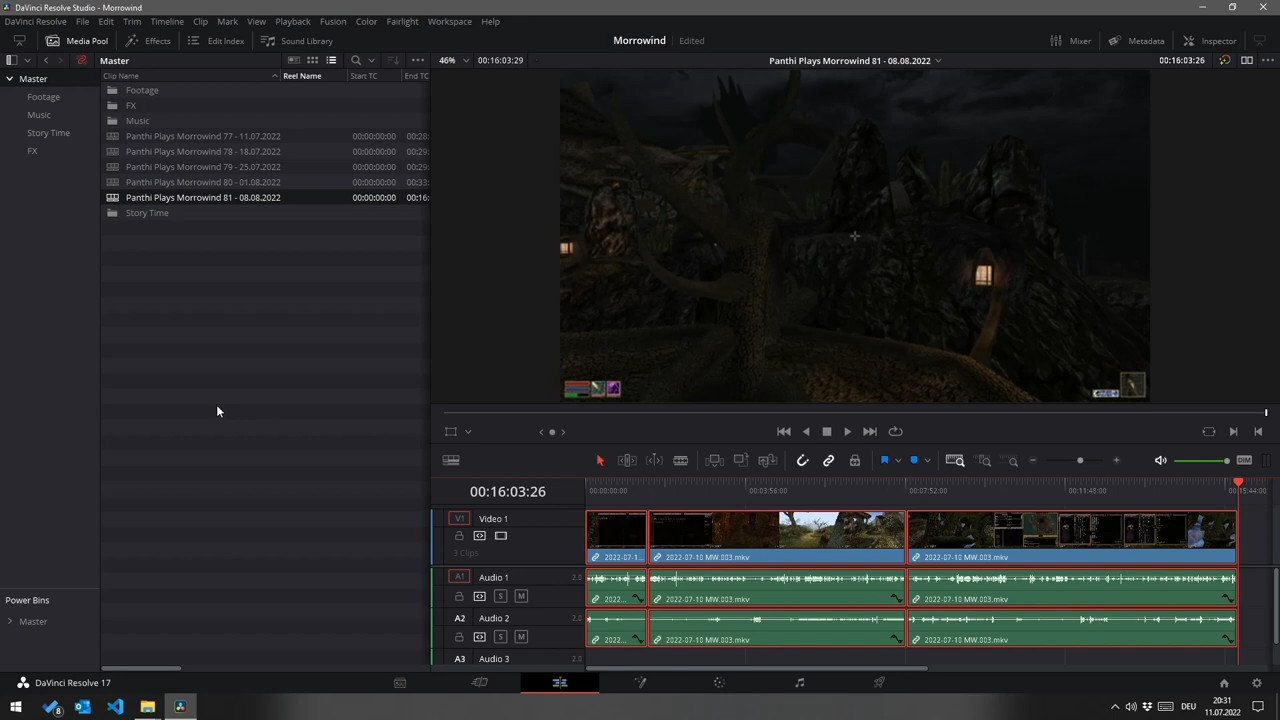 DaVinci Resolve Studio - Morrowind
DaVinci Resolve File Edit Trim Timeline Clip Mark View Playback Fusion Color Fairlight Workspace Help
Media Pool Effects Edit Index Sound Library Morrowind Edited Mixer Metadata Inspector
Master 46% 00:16:03:29 Panthi Plays Morrowind 81 - 08.08.2022 00:16:03:26
Master Clip Name Reel Name Start TC End TC
Footage
Music
Story Time
FX
Footage
FX
Music
Panthi Plays Morrowind 77 - 11.07.2022 00:00:00:00 00:28:
Panthi Plays Morrowind 78 - 18.07.2022 00:00:00:00 00:29:
Panthi Plays Morrowind 79 - 25.07.2022 00:00:00:00 00:29:
Panthi Plays Morrowind 80 - 01.08.2022 00:00:00:00 00:33:
Panthi Plays Morrowind 81 - 08.08.2022 00:00:00:00 00:16:
Story Time
DIM
00:16:03:26 00:00:00:00 00:03:56:00 00:07:52:00 00:11:48:00 00:15:44:00
V1 Video 1
3 Clips
2022-07-1... 2022-07-10 MW.003.mkv 2022-07-10 MW.003.mkv
A1 Audio 1 2.0
S M 2022... 2022-07-10 MW.003.mkv 2022-07-10 MW.003.mkv
A2 Audio 2 2.0
S M 2022... 2022-07-10 MW.003.mkv 2022-07-10 MW.003.mkv
A3 Audio 3 2.0
Power Bins
Master
DaVinci Resolve 17
8 DEU 20:31
11.07.2022